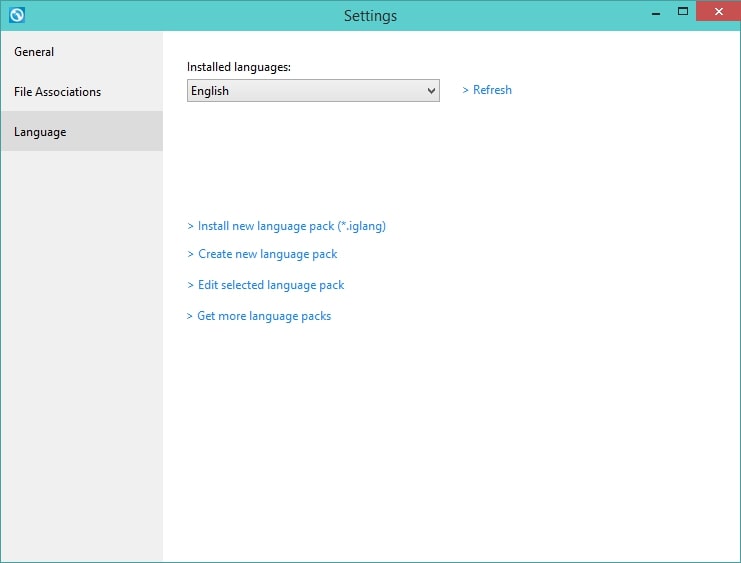 Settings
General
File Associations
Language
Installed languages:
English
> Refresh
> Install new language pack (*.iglang)
> Create new language pack
> Edit selected language pack
> Get more language packs